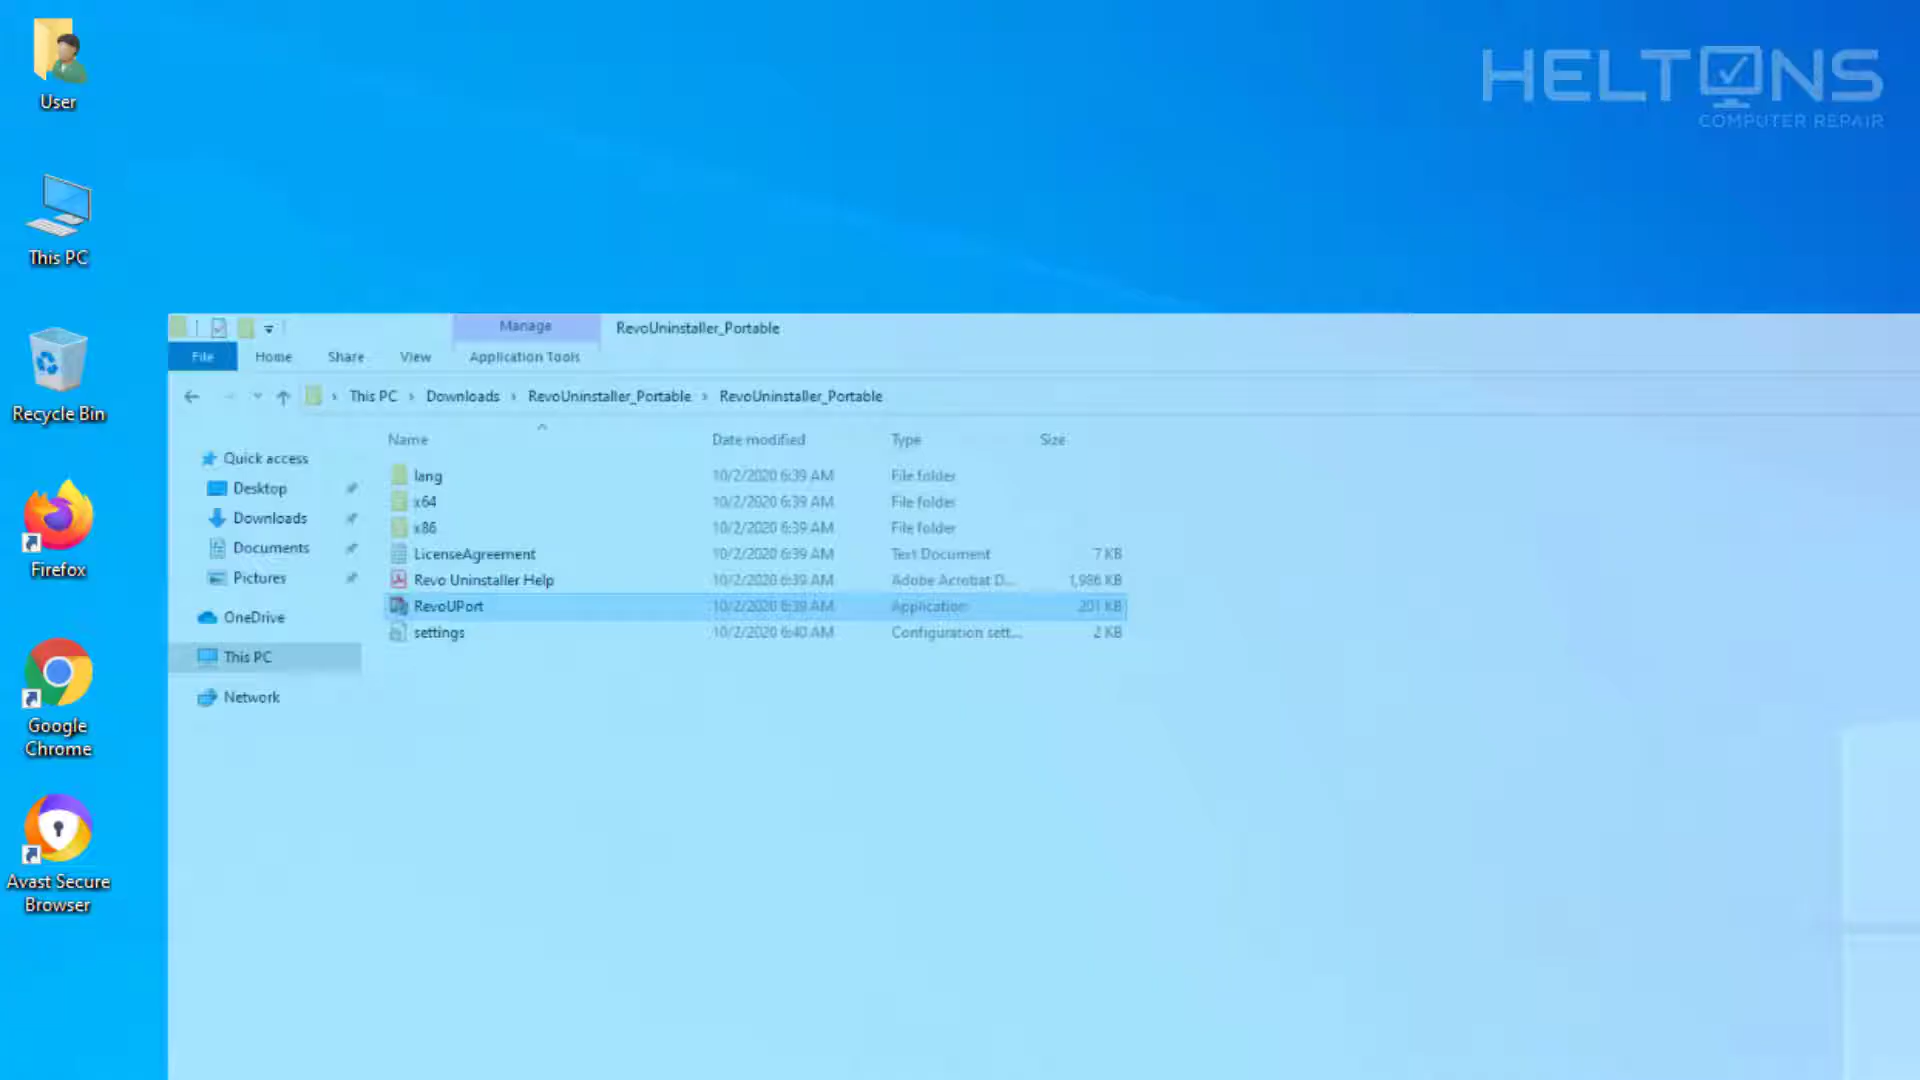 User
HELTONS
COMPUTER REPAIR
This PC
Recycle Bin
Firefox
Google
Chrome
Avast Secure
Browser
Manage RevoUninstaller_Portable
File Home Share View Application Tools
This PC > Downloads > RevoUninstaller_Portable > RevoUninstaller_Portable
Name Date modified Type Size
Quick access
Desktop
Downloads
Documents
Pictures
OneDrive
This PC
Network
lang 10/2/2020 6:39 AM File folder
x64 10/2/2020 6:39 AM File folder
x86 10/2/2020 6:39 AM File folder
LicenseAgreement 10/2/2020 6:39 AM Text Document 7 KB
Revo Uninstaller Help 10/2/2020 6:39 AM Adobe Acrobat D... 1,986 KB
RevoUPort 10/2/2020 6:39 AM Application 201 KB
settings 10/2/2020 6:40 AM Configuration sett... 2 KB